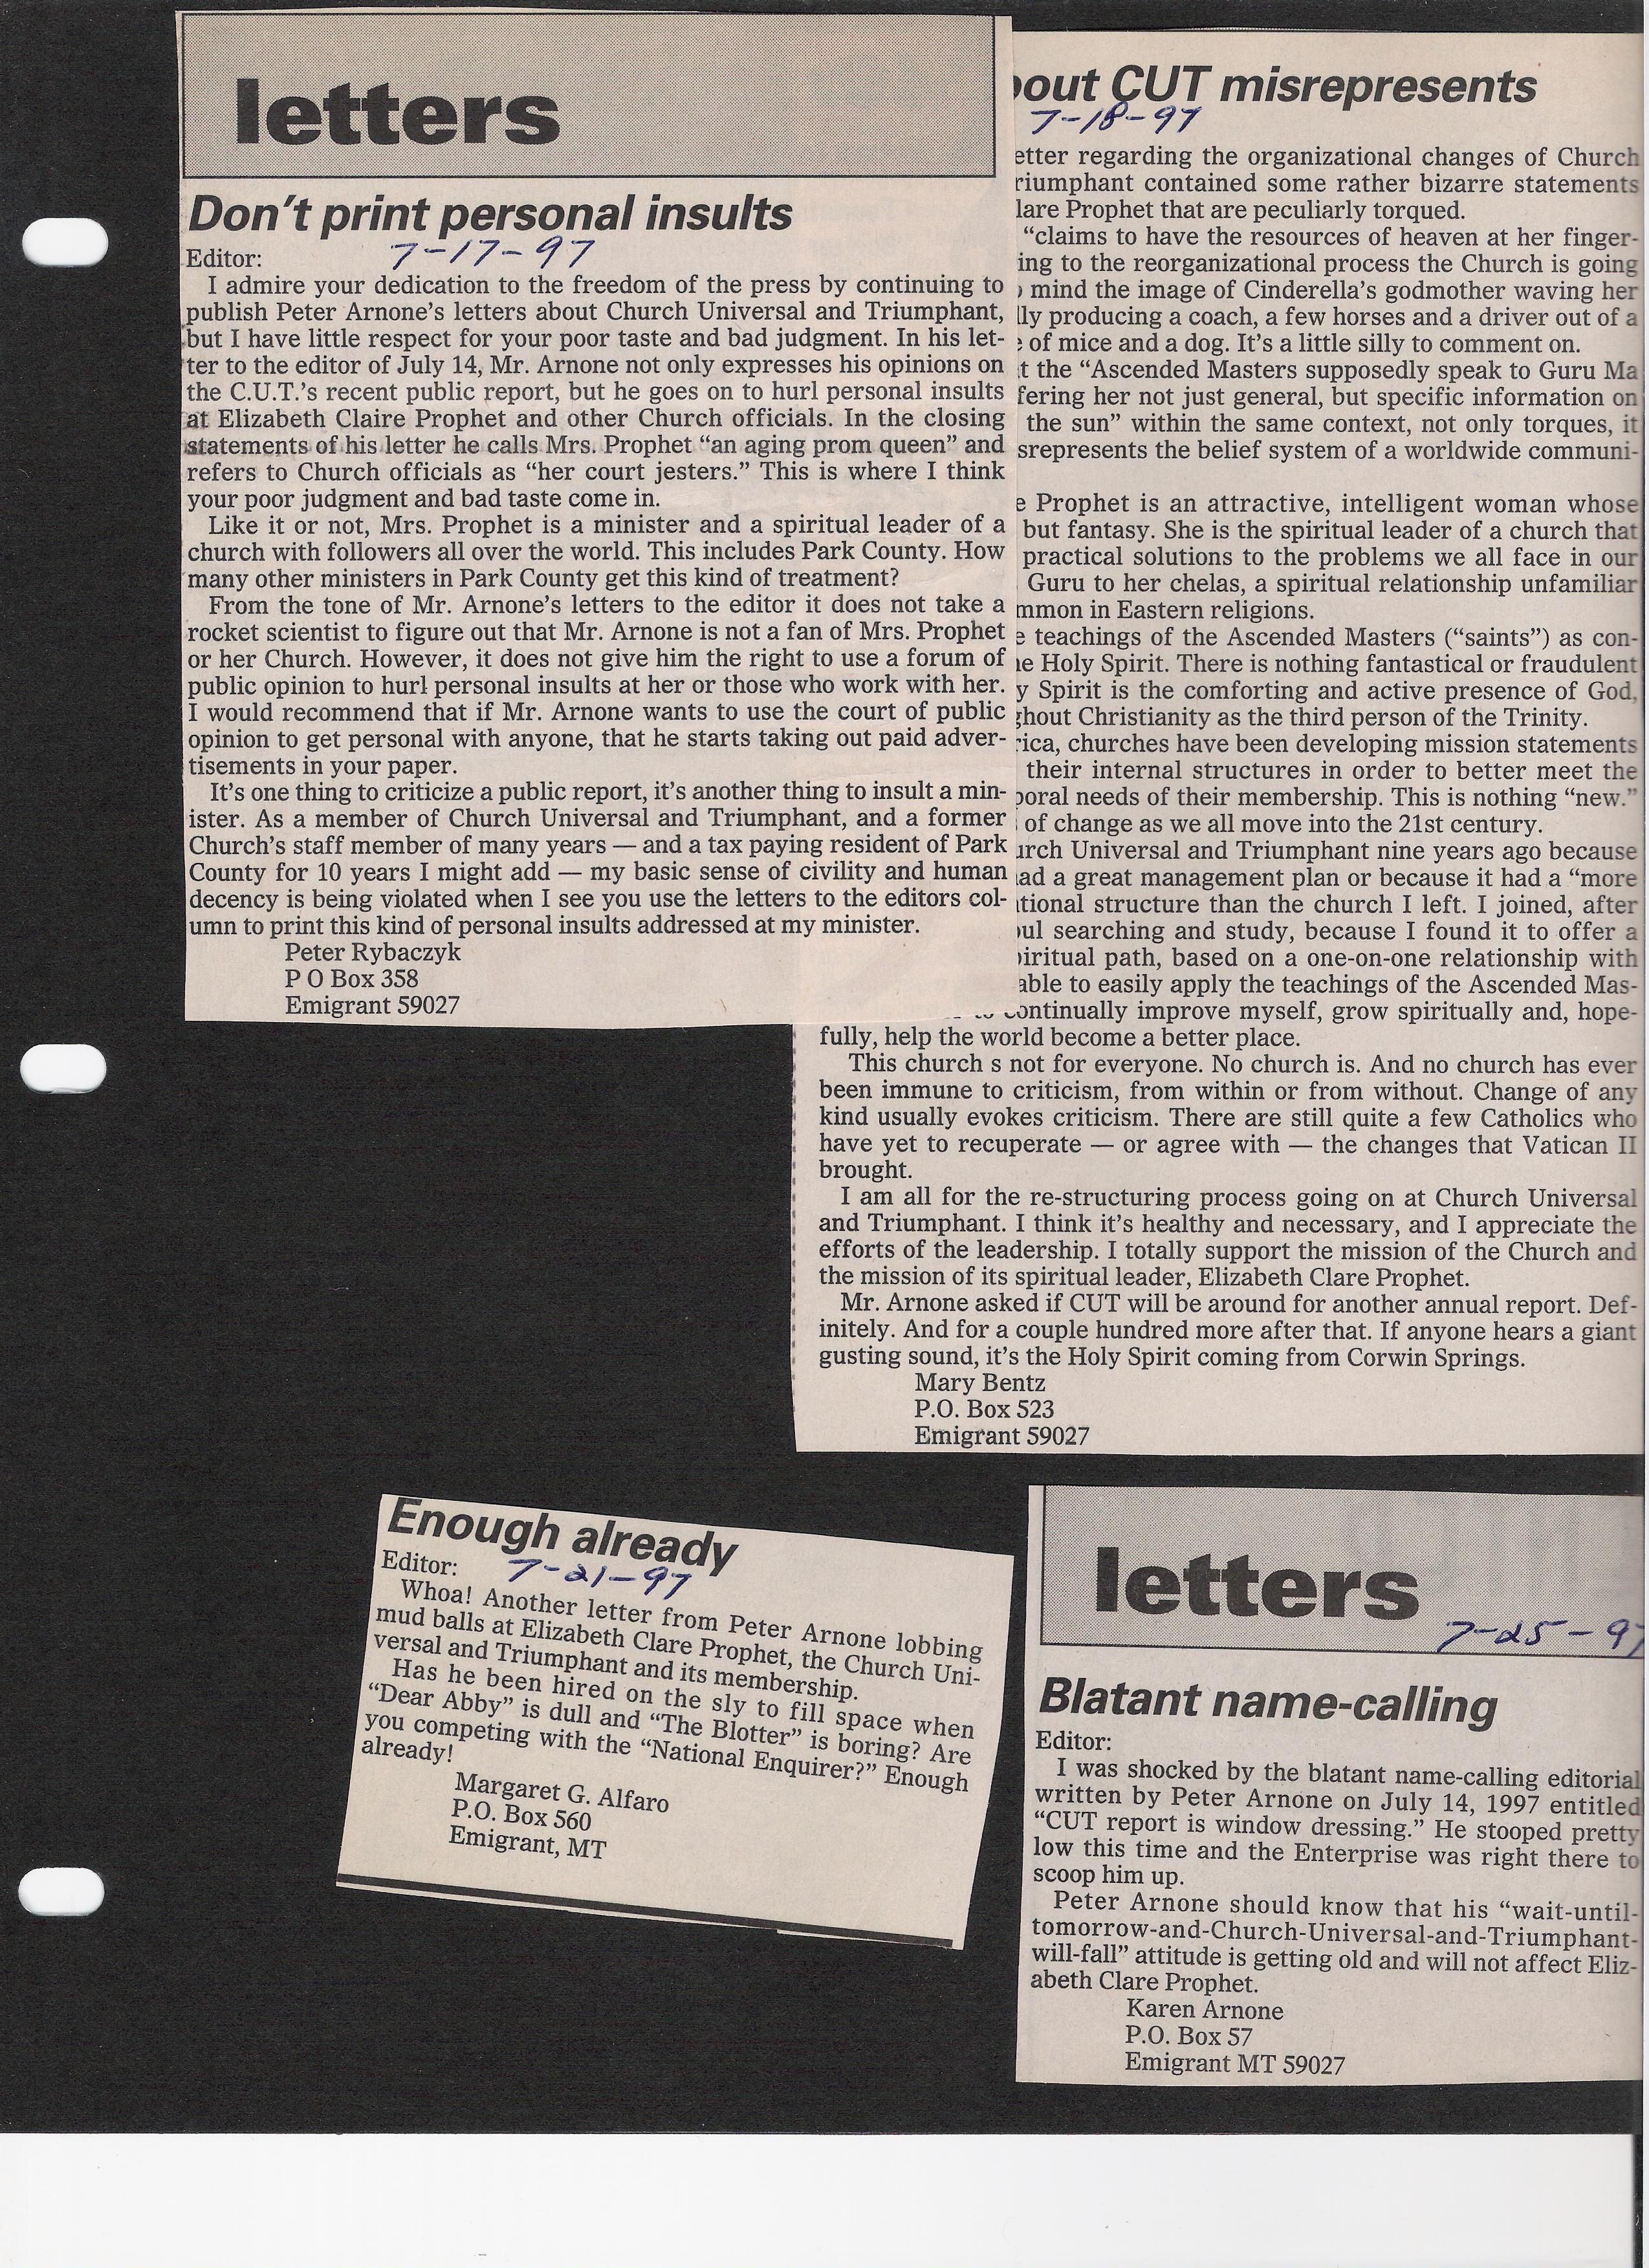 letters
Don't print personal insults
7-17-97
Editor:
I admire your dedication to the freedom of the press by continuing to
publish Peter Arnone's letters about Church Universal and Triumphant,
but I have little respect for your poor taste and bad judgment. In his let-
ter to the editor of July 14, Mr. Arnone not only expresses his opinions on
the C.U.T.'s recent public report, but he goes on to hurl personal insults
at Elizabeth Claire Prophet and other Church officials. In the closing
statements of his letter he calls Mrs. Prophet “an aging prom queen” and
refers to Church officials as “her court jesters.” This is where I think
your poor judgment and bad taste come in.
Like it or not, Mrs. Prophet is a minister and a spiritual leader of a
church with followers all over the world. This includes Park County. How
many other ministers in Park County get this kind of treatment?
From the tone of Mr. Arnone's letters to the editor it does not take a
rocket scientist to figure out that Mr. Arnone is not a fan of Mrs. Prophet
or her Church. However, it does not give him the right to use a forum of
public opinion to hurl personal insults at her or those who work with her.
I would recommend that if Mr. Arnone wants to use the court of public
opinion to get personal with anyone, that he starts taking out paid adver-
tisements in your paper.
It's one thing to criticize a public report, it's another thing to insult a min-
ister. As a member of Church Universal and Triumphant, and a former
Church's staff member of many years — and a tax paying resident of Park
County for 10 years I might add — my basic sense of civility and human
decency is being violated when I see you use the letters to the editors col-
umn to print this kind of personal insults addressed at my minister.
Peter Rybaczyk
P O Box 358
Emigrant 59027
out CUT misrepresents
7-18-97
etter regarding the organizational changes of Church
riumphant contained some rather bizarre statements
lare Prophet that are peculiarly torqued.
“claims to have the resources of heaven at her finger-
ing to the reorganizational process the Church is going
mind the image of Cinderella's godmother waving her
lly producing a coach, a few horses and a driver out of a
of mice and a dog. It's a little silly to comment on.
t the “Ascended Masters supposedly speak to Guru Ma
fering her not just general, but specific information on
the sun” within the same context, not only torques, it
srepresents the belief system of a worldwide communi-
e Prophet is an attractive, intelligent woman whose
but fantasy. She is the spiritual leader of a church that
practical solutions to the problems we all face in our
Guru to her chelas, a spiritual relationship unfamiliar
mmon in Eastern religions.
e teachings of the Ascended Masters (“saints”) as con-
e Holy Spirit. There is nothing fantastical or fraudulent
y Spirit is the comforting and active presence of God,
ghout Christianity as the third person of the Trinity.
rica, churches have been developing mission statements
their internal structures in order to better meet the
poral needs of their membership. This is nothing “new.”
of change as we all move into the 21st century.
urch Universal and Triumphant nine years ago because
ad a great management plan or because it had a “more
tional structure than the church I left. I joined, after
oul searching and study, because I found it to offer a
piritual path, based on a one-on-one relationship with
able to easily apply the teachings of the Ascended Mas-
continually improve myself, grow spiritually and, hope-
fully, help the world become a better place.
This church s not for everyone. No church is. And no church has ever
been immune to criticism, from within or from without. Change of any
kind usually evokes criticism. There are still quite a few Catholics who
have yet to recuperate — or agree with — the changes that Vatican II
brought.
I am all for the re-structuring process going on at Church Universal
and Triumphant. I think it's healthy and necessary, and I appreciate the
efforts of the leadership. I totally support the mission of the Church and
the mission of its spiritual leader, Elizabeth Clare Prophet.
Mr. Arnone asked if CUT will be around for another annual report. Def-
initely. And for a couple hundred more after that. If anyone hears a giant
gusting sound, it's the Holy Spirit coming from Corwin Springs.
Mary Bentz
P.O. Box 523
Emigrant 59027
Enough already
7-21-97
Editor:
Whoa! Another letter from Peter Arnone lobbing
mud balls at Elizabeth Clare Prophet, the Church Uni-
versal and Triumphant and its membership.
Has he been hired on the sly to fill space when
“Dear Abby” is dull and “The Blotter” is boring? Are
you competing with the “National Enquirer?” Enough
already!
Margaret G. Alfaro
P.O. Box 560
Emigrant, MT
letters
7-25-97
Blatant name-calling
Editor:
I was shocked by the blatant name-calling editorial
written by Peter Arnone on July 14, 1997 entitled
“CUT report is window dressing.” He stooped pretty
low this time and the Enterprise was right there to
scoop him up.
Peter Arnone should know that his “wait-until-
tomorrow-and-Church-Universal-and-Triumphant-
will-fall” attitude is getting old and will not affect Eliz-
abeth Clare Prophet.
Karen Arnone
P.O. Box 57
Emigrant MT 59027